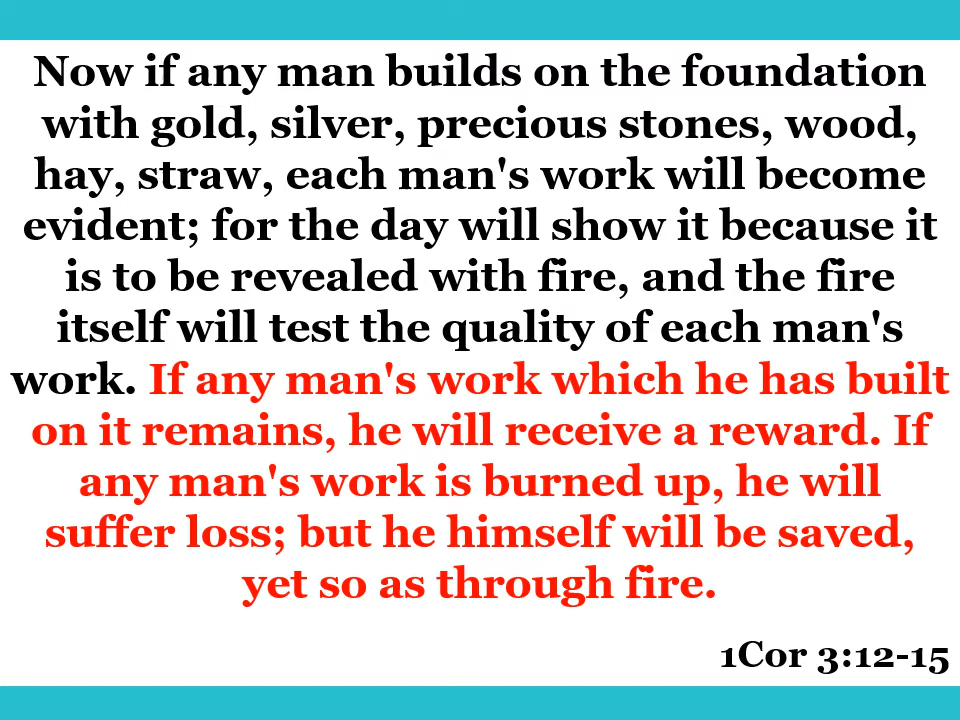 Now if any man builds on the foundation
with gold, silver, precious stones, wood,
hay, straw, each man's work will become
evident; for the day will show it because it
is to be revealed with fire, and the fire
itself will test the quality of each man's
work. If any man's work which he has built
on it remains, he will receive a reward. If
any man's work is burned up, he will
suffer loss; but he himself will be saved,
yet so as through fire.
1Cor 3:12-15